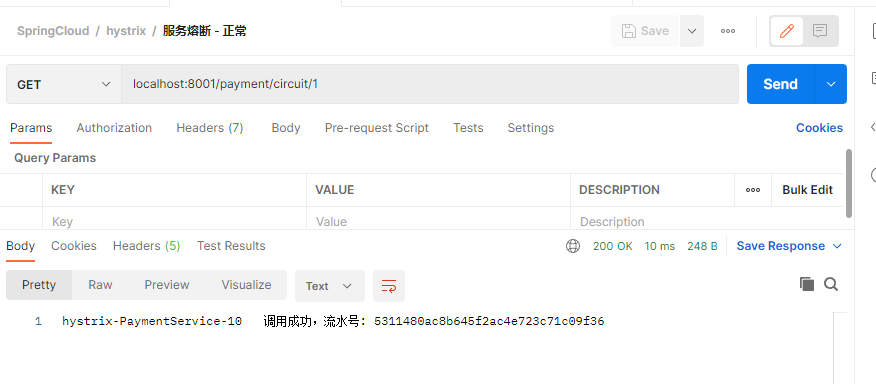 SpringCloud / hystrix / 服务熔断 - 正常
Save
GET
localhost:8001/payment/circuit/1
Send
Params Authorization Headers (7) Body Pre-request Script Tests Settings Cookies
Query Params
KEY VALUE DESCRIPTION Bulk Edit
Key Value Description
Body Cookies Headers (5) Test Results 200 OK 10 ms 248 B Save Response
Pretty Raw Preview Visualize Text
1 hystrix-PaymentService-10 调用成功，流水号: 5311480ac8b645f2ac4e723c71c09f36